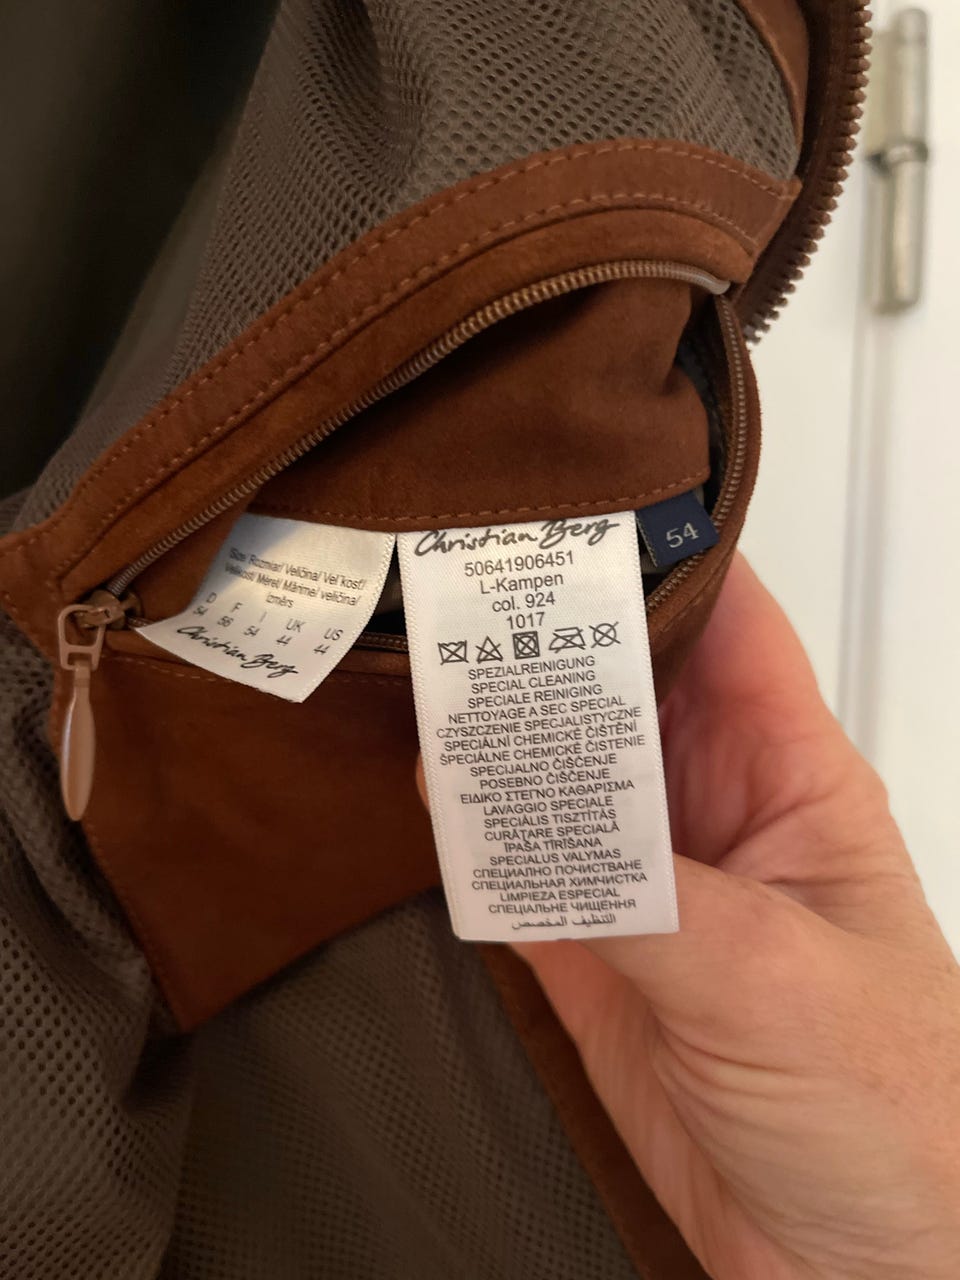 Size/ Rozmiar/ Veličina/ Veľkosť/
Velikost/ Méret/ Mărime/ veličina/
izmērs
D F I UK US
54 56 54 44 44
Christian Berg
Christian Berg
50641906451
L-Kampen
col. 924
1017
SPEZIALREINIGUNG
SPECIAL CLEANING
SPECIALE REINIGING
NETTOYAGE A SEC SPECIAL
CZYSZCZENIE SPECJALISTYCZNE
SPECIÁLNÍ CHEMICKÉ ČIŠTĚNÍ
ŠPECIÁLNE CHEMICKÉ ČISTENIE
SPECIJALNO ČIŠĆENJE
POSEBNO ČIŠČENJE
ΕΙΔΙΚΟ ΣΤΕΓΝΟ ΚΑΘΑΡΙΣΜΑ
LAVAGGIO SPECIALE
SPECIÁLIS TISZTÍTÁS
CURĂȚARE SPECIALĂ
ĪPAŠA TĪRĪŠANA
SPECIALUS VALYMAS
СПЕЦИАЛНО ПОЧИСТВАНЕ
СПЕЦИАЛЬНАЯ ХИМЧИСТКА
LIMPIEZA ESPECIAL
СПЕЦІАЛЬНЕ ЧИЩЕННЯ
التنظيف المخصص
54